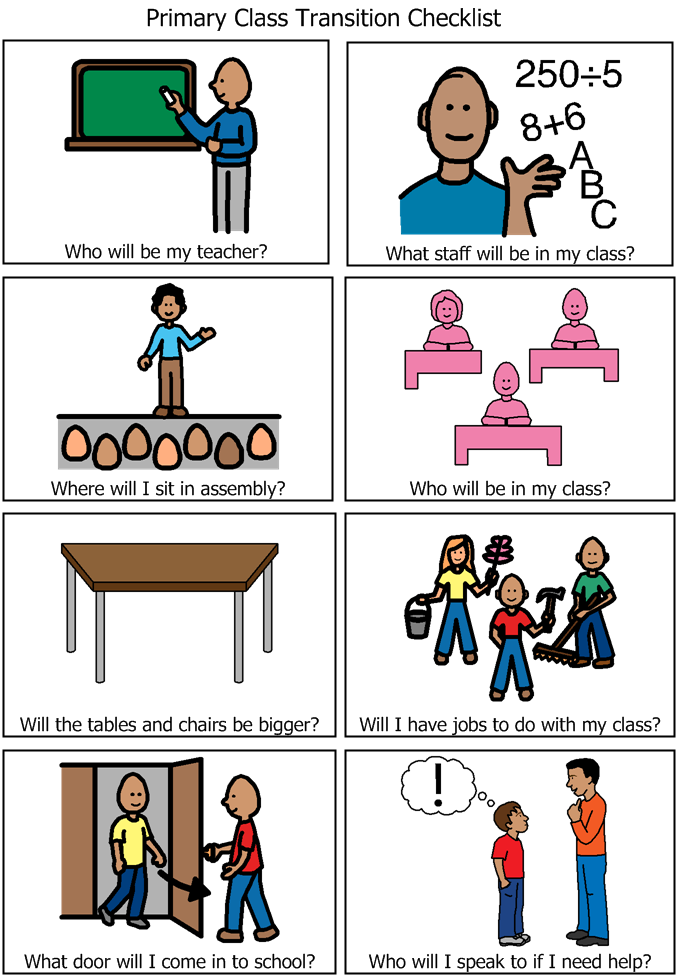 Primary Class Transition Checklist
Who will be my teacher?
250÷5
8+6
A
B
C
What staff will be in my class?
Where will I sit in assembly?
Who will be in my class?
Will the tables and chairs be bigger?
Will I have jobs to do with my class?
What door will I come in to school?
!
Who will I speak to if I need help?